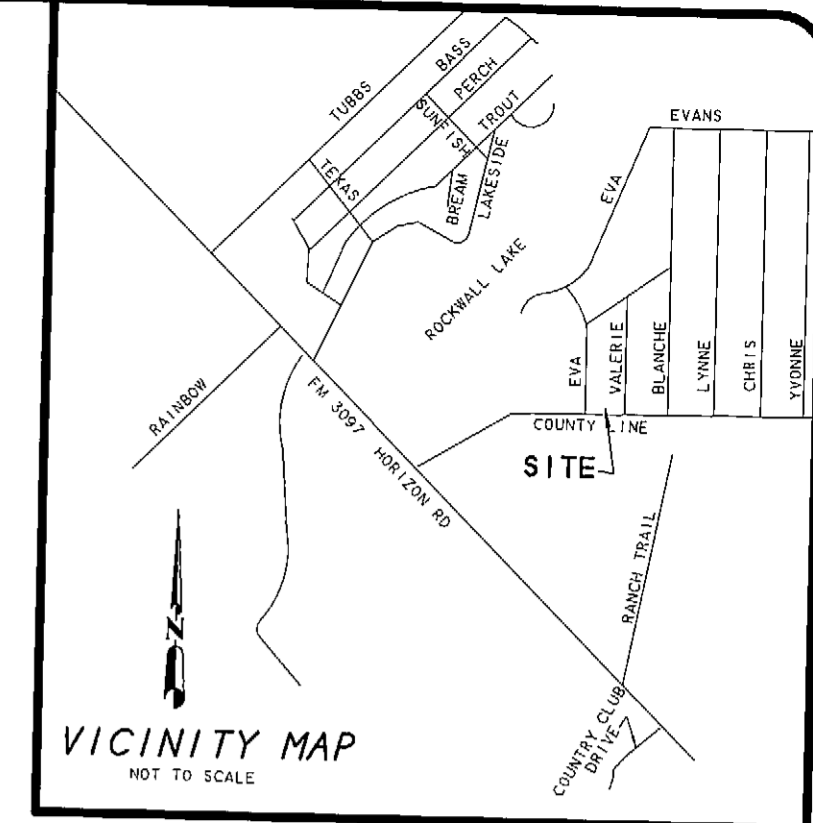 TUBBS
BASS
PERCH
SUNFISH
TROUT
TEXAS
BREAM
LAKESIDE
EVANS
EVA
ROCKWALL LAKE
RAINBOW
FM 3097 HORIZON RD
EVA
VALERIE
BLANCHE
LYNNE
CHRIS
YVONNE
COUNTY LINE
SITE
RANCH TRAIL
COUNTRY CLUB
DRIVE
N
VICINITY MAP
NOT TO SCALE